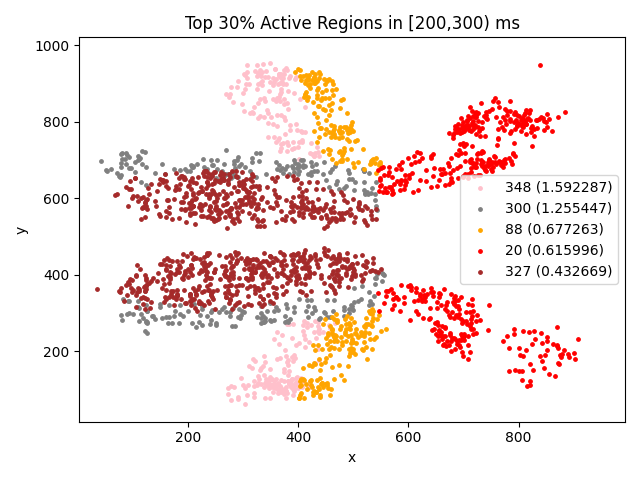 Top 30% Active Regions in [200,300) ms
1000
800
600
400
200
y
348 (1.592287)
300 (1.255447)
88 (0.677263)
20 (0.615996)
327 (0.432669)
200 400 600 800
x